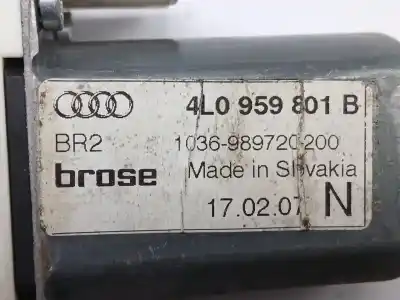 4L0 959 801 B
BR2 1036-989720-200
brose Made in Slovakia
17.02.07 N